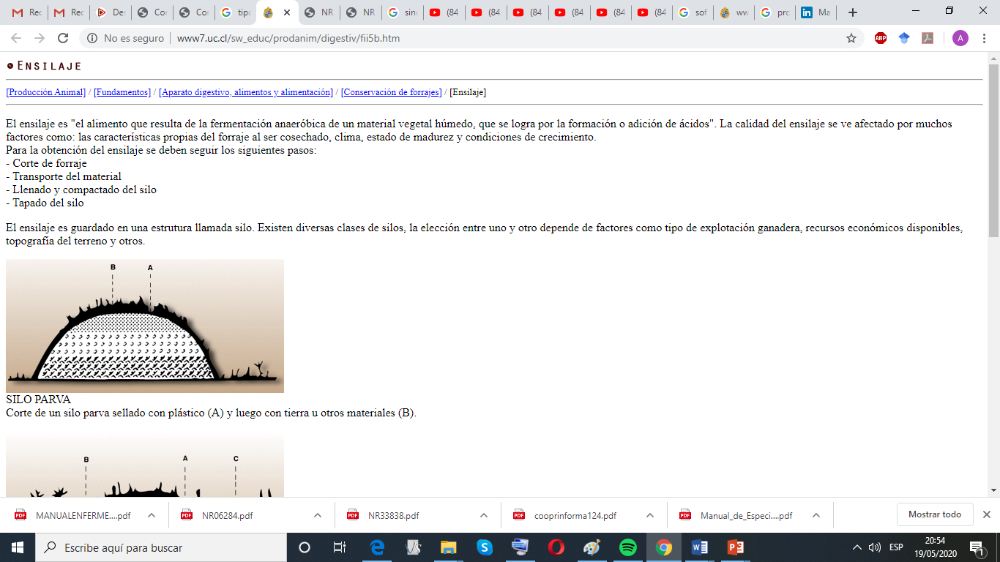 Rec
Rec
Des
Cor
Cor
tipo
NR
NR
sinc
(84
(84
(84
(84
(84
(84
sof
ww
pro
Ma
No es seguro
www7.uc.cl/sw_educ/prodanim/digestiv/fii5b.htm
ABP
A
ENSILAJE
[Producción Animal] / [Fundamentos] / [Aparato digestivo, alimentos y alimentación] / [Conservación de forrajes] / [Ensilaje]
El ensilaje es "el alimento que resulta de la fermentación anaeróbica de un material vegetal húmedo, que se logra por la formación o adición de ácidos". La calidad del ensilaje se ve afectado por muchos
factores como: las características propias del forraje al ser cosechado, clima, estado de madurez y condiciones de crecimiento.
Para la obtención del ensilaje se deben seguir los siguientes pasos:
- Corte de forraje
- Transporte del material
- Llenado y compactado del silo
- Tapado del silo
El ensilaje es guardado en una estrutura llamada silo. Existen diversas clases de silos, la elección entre uno y otro depende de factores como tipo de explotación ganadera, recursos económicos disponibles,
topografía del terreno y otros.
B A
SILO PARVA
Corte de un silo parva sellado con plástico (A) y luego con tierra u otros materiales (B).
B A C
MANUALENFERME....pdf
NR06284.pdf
NR33838.pdf
cooprinforma124.pdf
Manual_de_Especi....pdf
Mostrar todo
Escribe aquí para buscar
ESP
20:54
19/05/2020
1